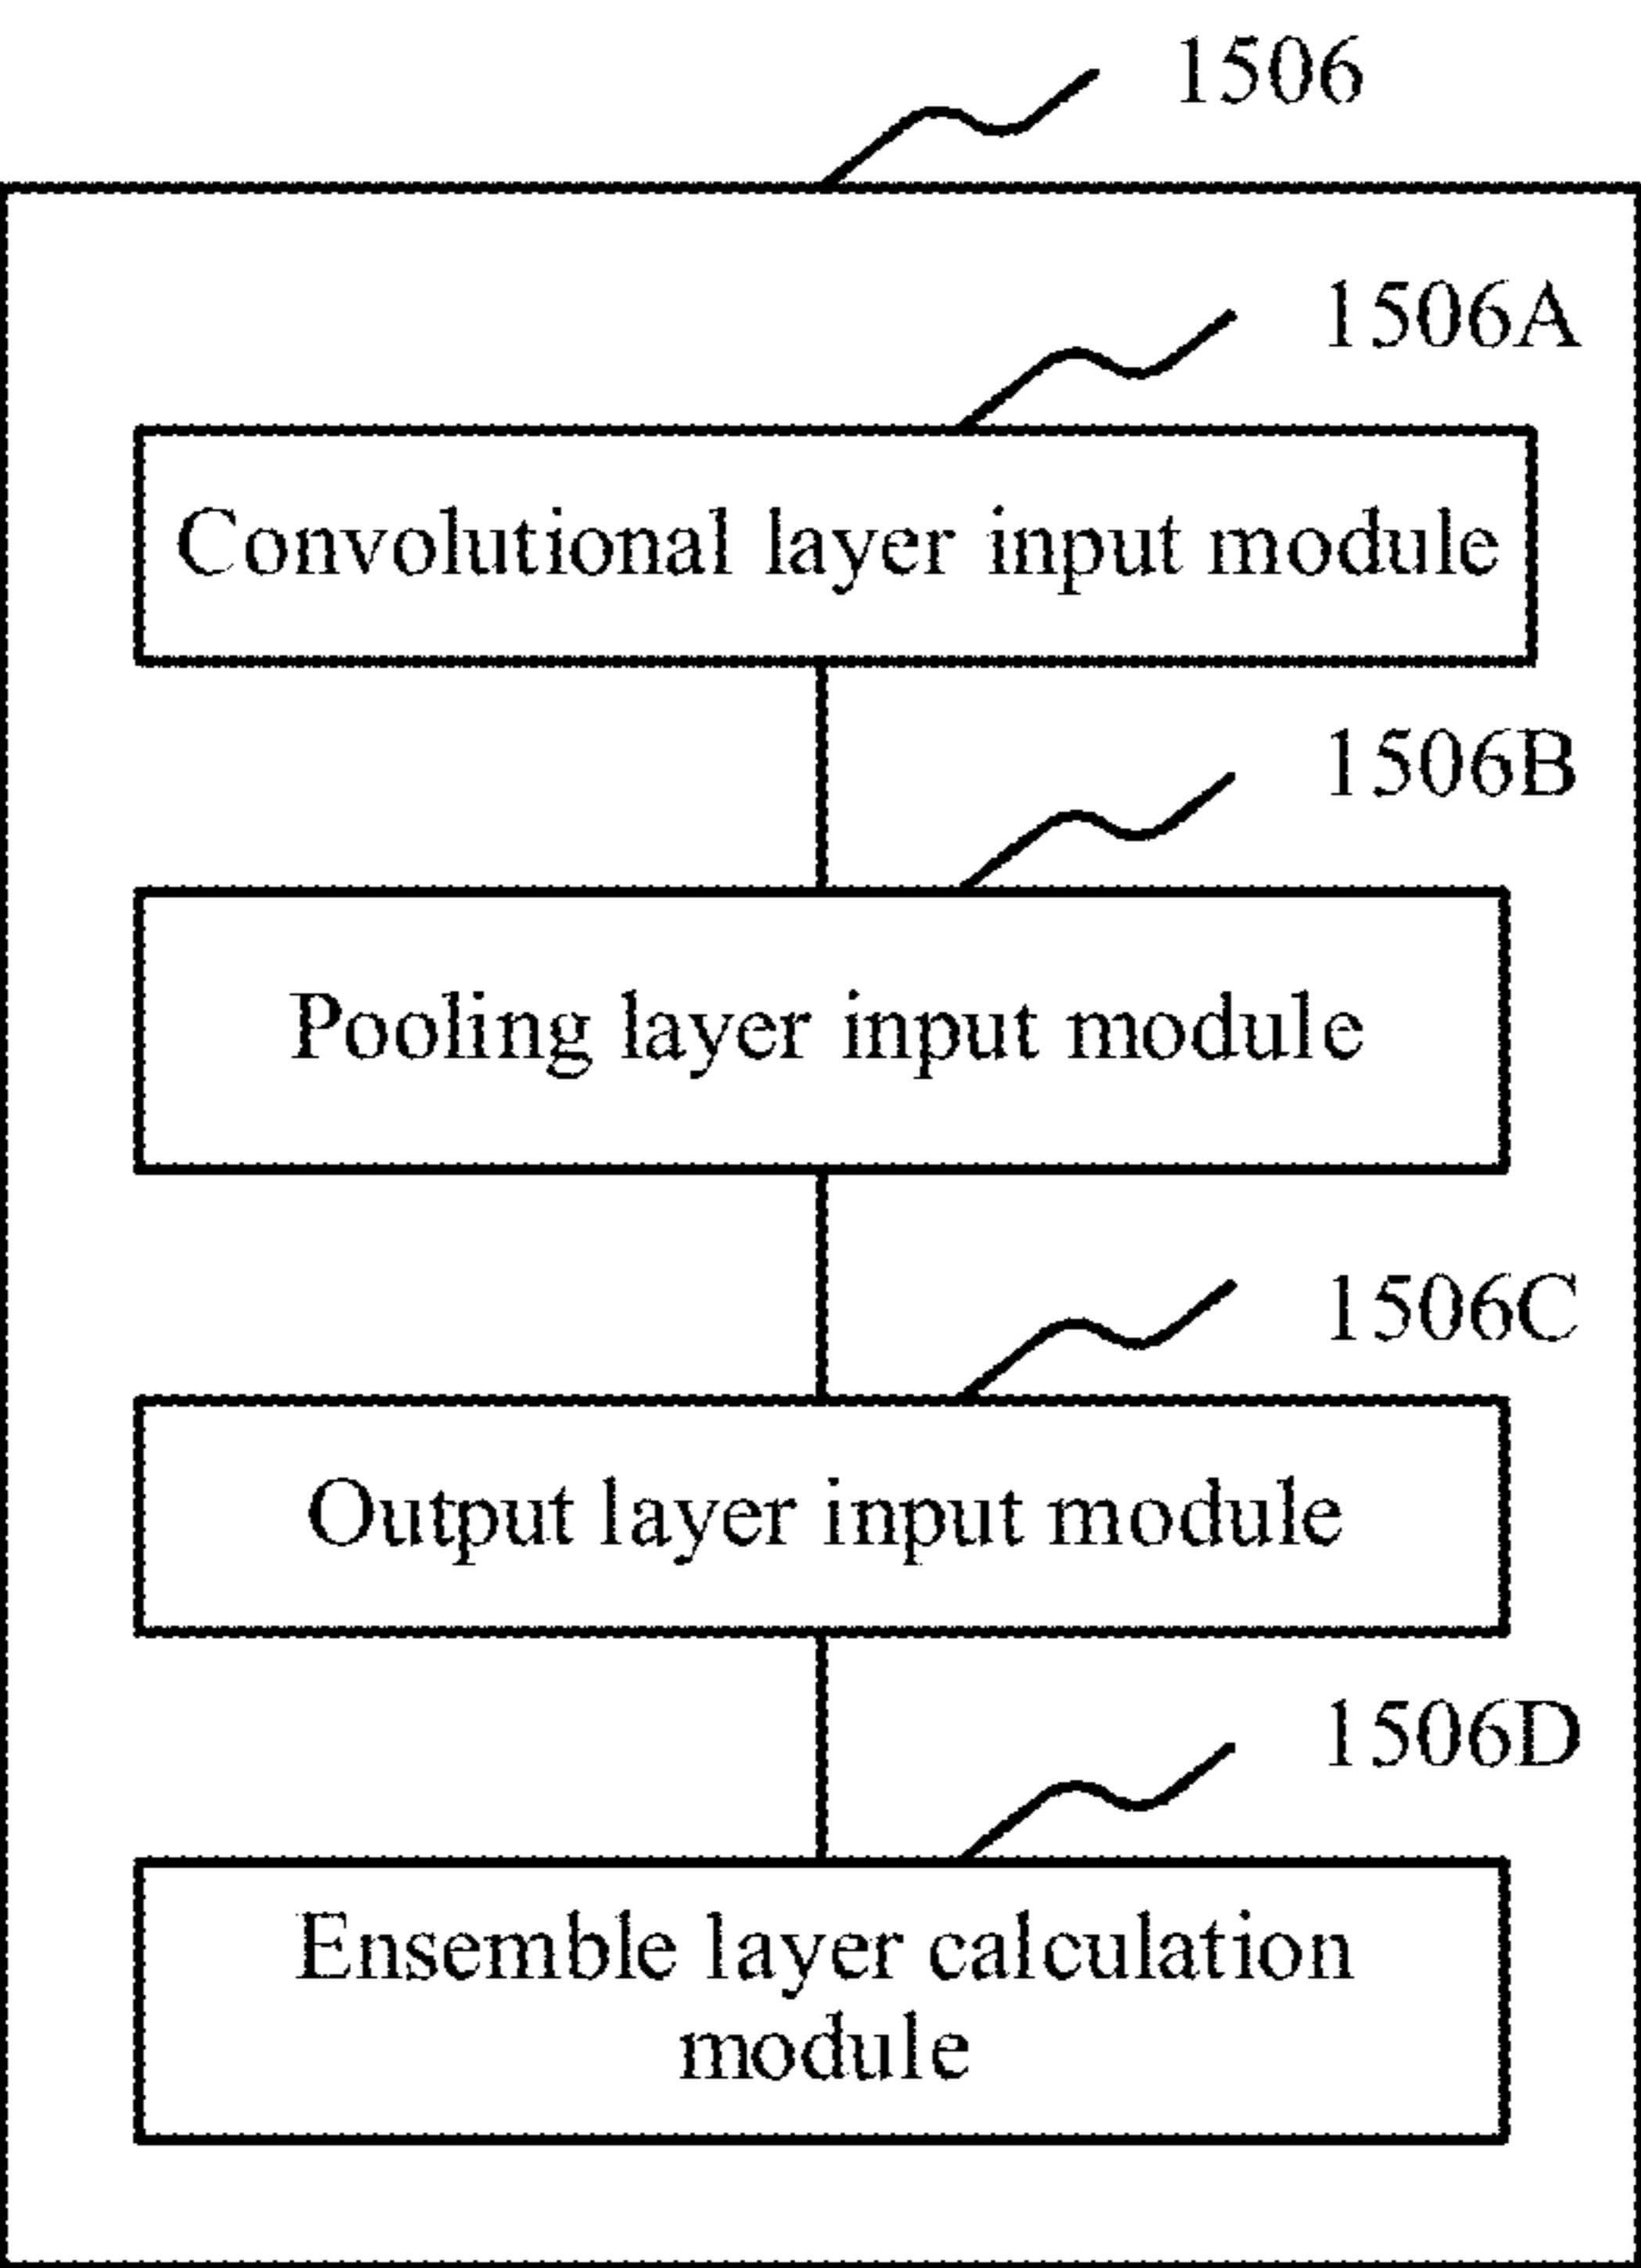 1506
1506A
Convolutional layer input module
1506B
Pooling layer input module
1506C
Output layer input module
1506D
Ensemble layer calculation
module